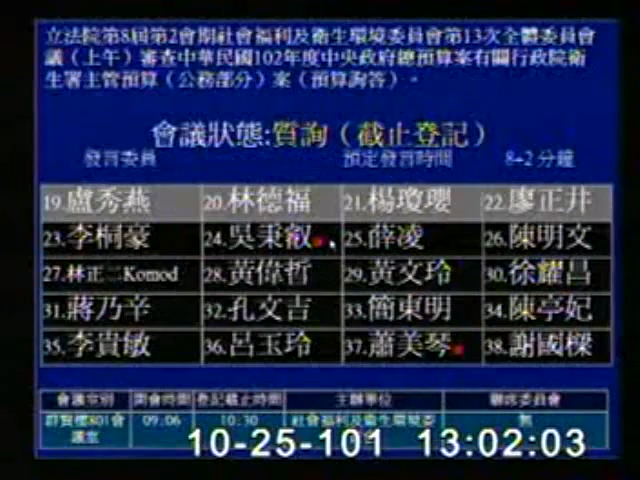 立法院第8屆第2會期社會福利及衛生環境委員會第13次全體委員會
議（上午）審查中華民國102年度中央政府總預算案有關行政院衛
生署主管預算（公務部分）案（預算詢答）。
會議狀態:質詢（截止登記）
發言委員 預定發言時間 8+2 分鐘
19.盧秀燕 20.林德福 21.楊瓊瓔 22.廖正井
23.李桐豪 24.吳秉叡 25.薛凌 26.陳明文
27.林正二Komod 28.黃偉哲 29.黃文玲 30.徐耀昌
31.蔣乃辛 32.孔文吉 33.簡東明 34.陳亭妃
35.李貴敏 36.呂玉玲 37.蕭美琴 38.謝國樑
會議室別 開會時間 登記截止時間 主辦單位 聯席委員會
群賢樓801會 09:06 10:30 社會福利及衛生環境委 無
議室
10-25-101 13:02:03